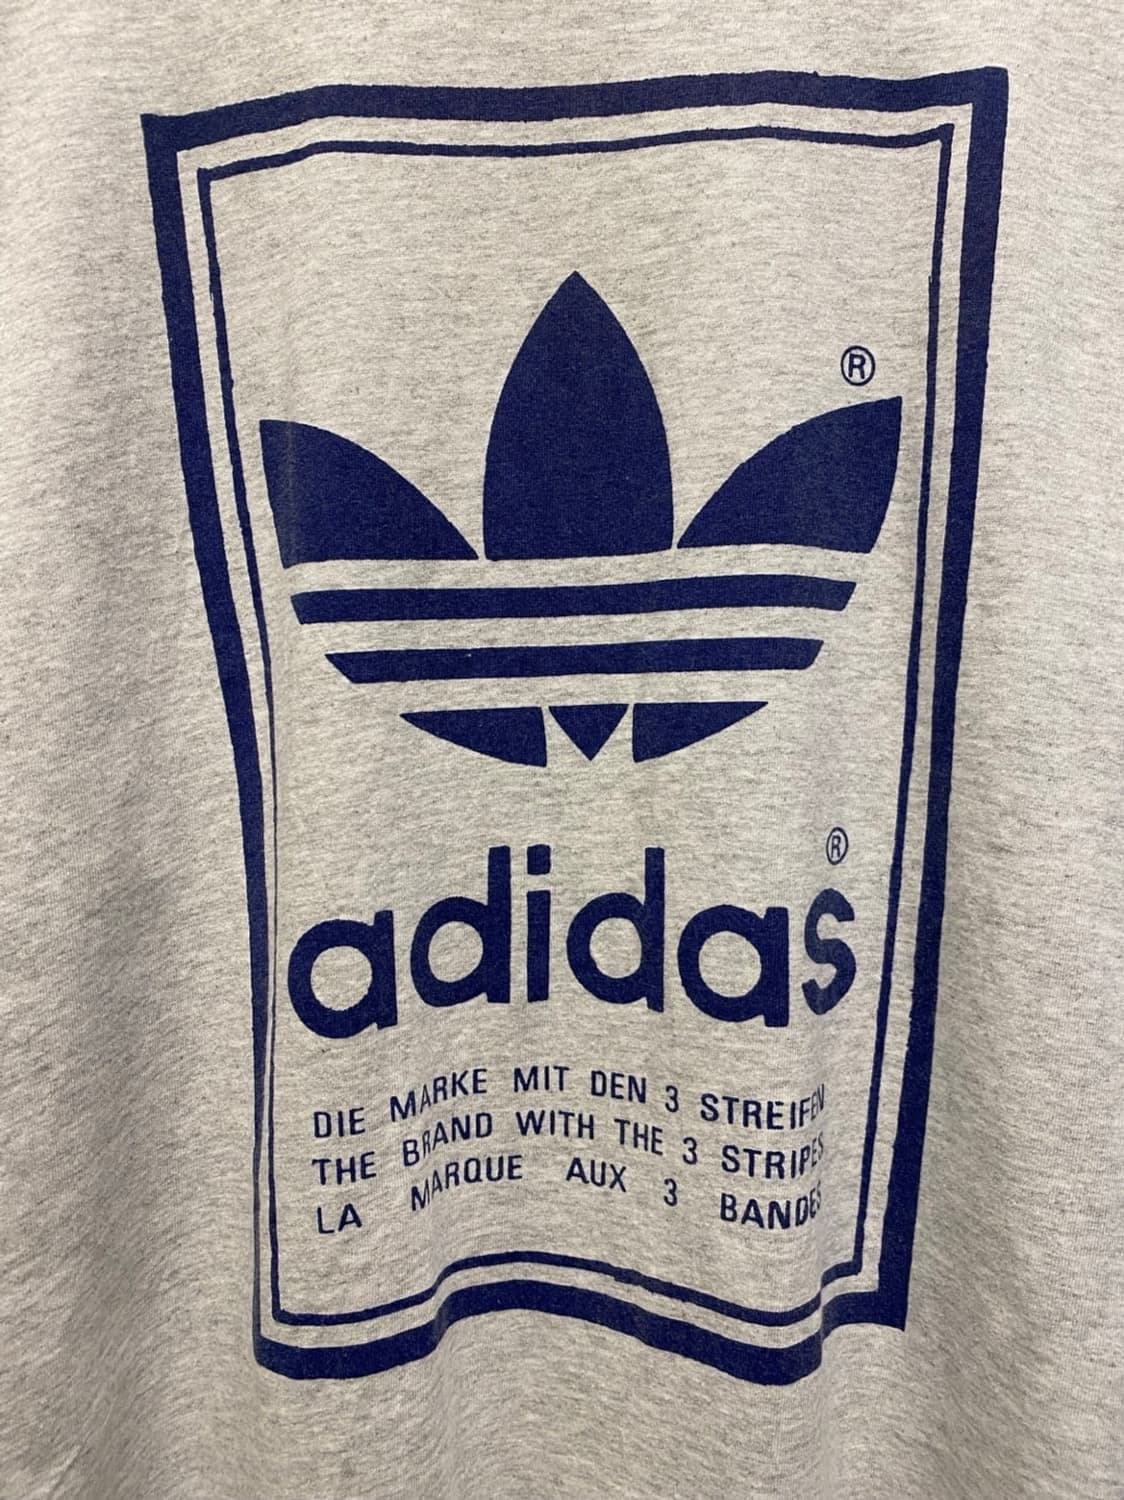 ®
adidas®
DIE MARKE MIT DEN 3 STREIFEN
THE BRAND WITH THE 3 STRIPES
LA MARQUE AUX 3 BANDES